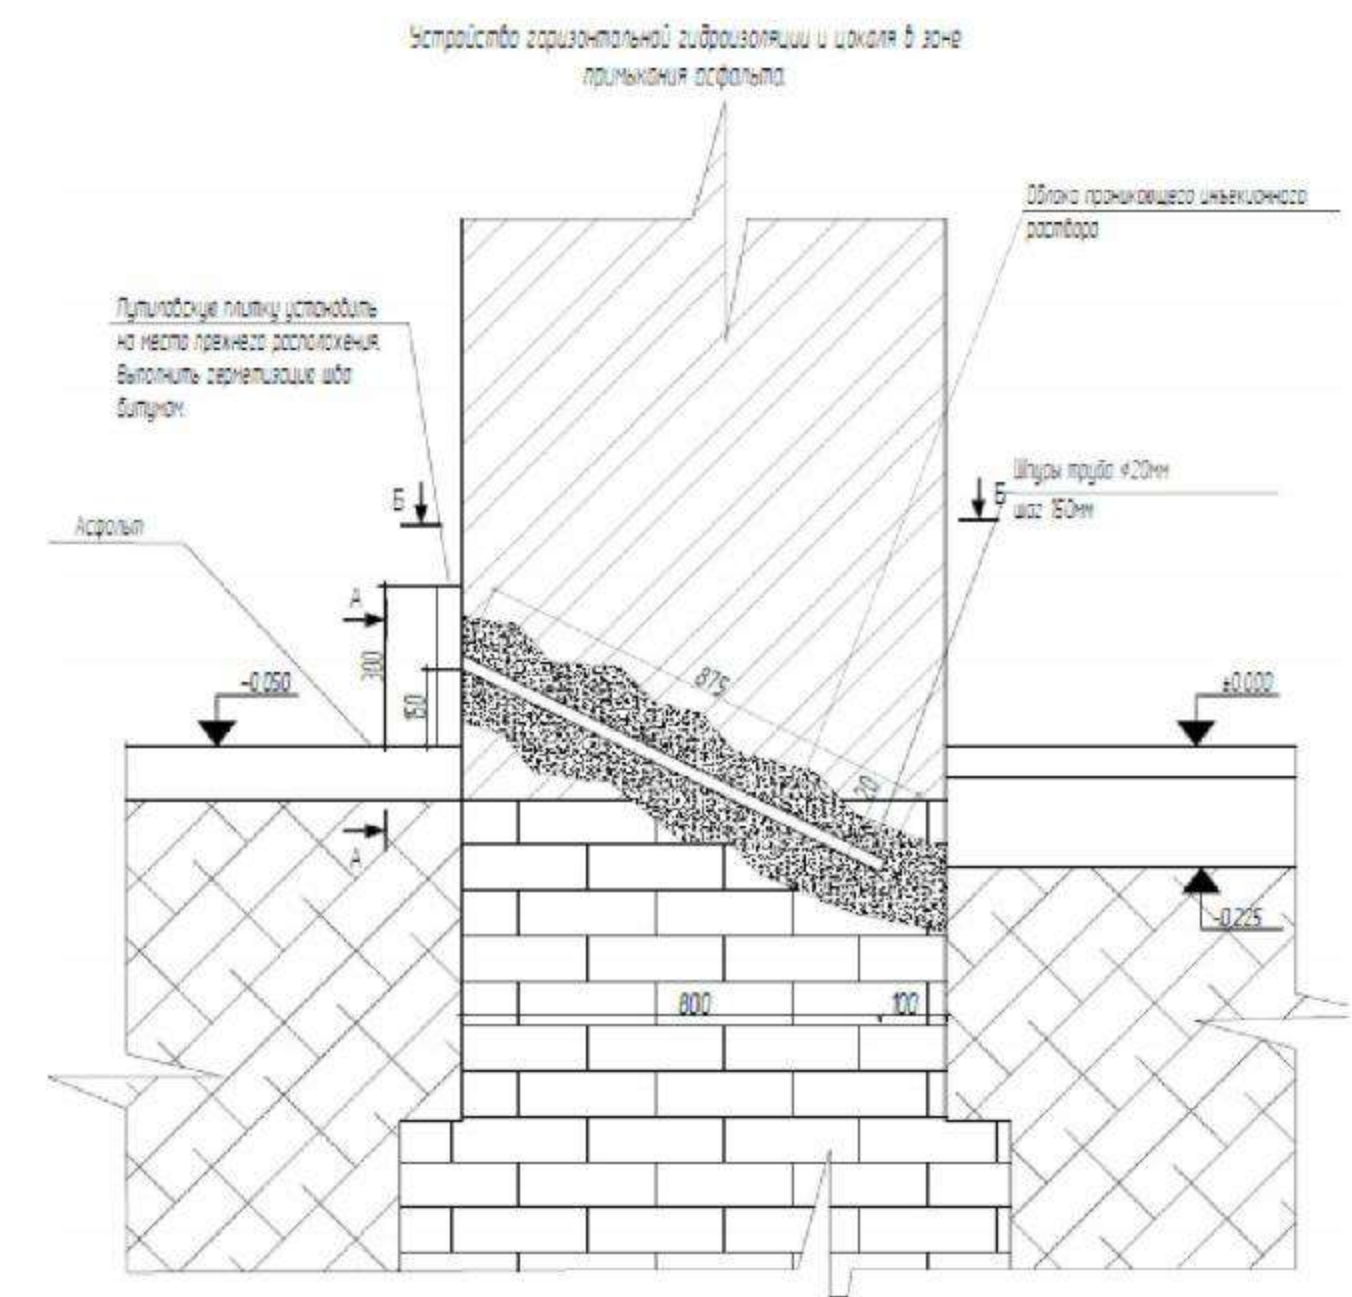 Устройство горизонтальной гидроизоляции и цоколя в зоне
примыкания асфальта.
Облако проникающего инъекционного
раствора
Путиловскую плитку установить
на место прежнего расположения.
Выполнить герметизацию шва
битумом.
Шпуры труба ⌀20мм
шаг 150мм
Б
Б
Асфальт
А
300
150
875
20
-0.050
±0.000
А
-0.225
800
100